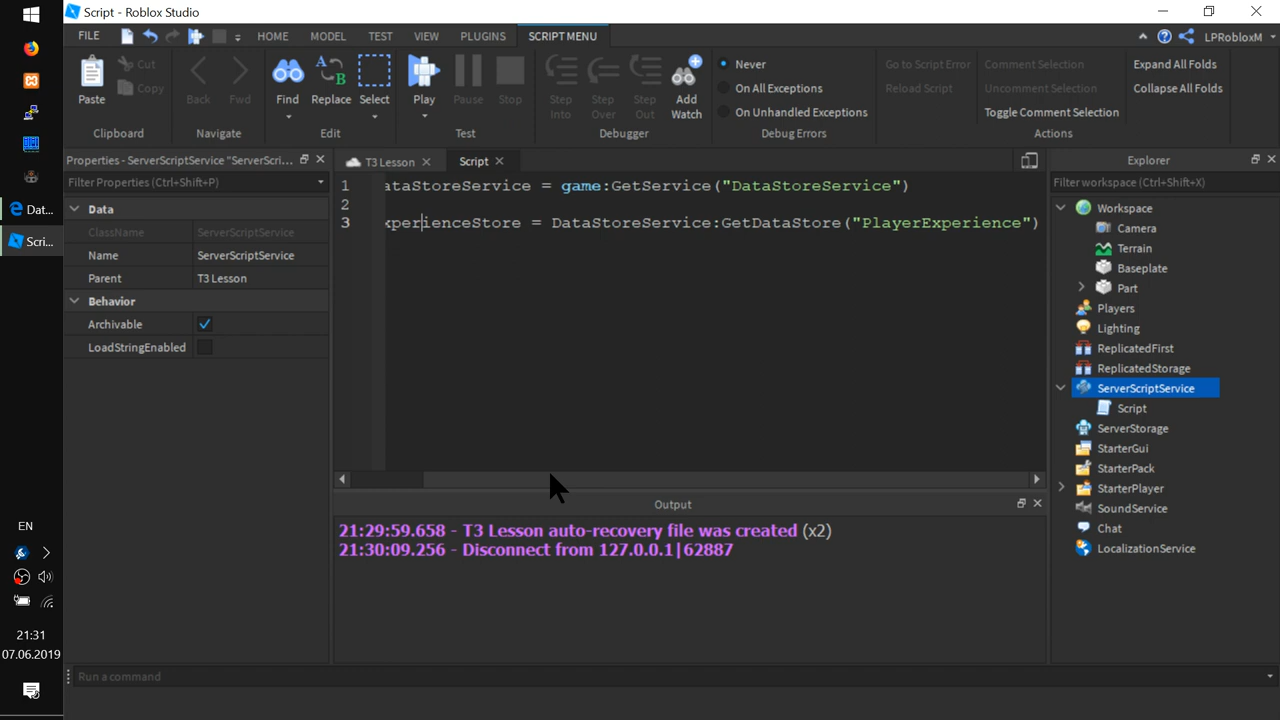 Script - Roblox Studio
FILE HOME MODEL TEST VIEW PLUGINS SCRIPT MENU LPRobloxM
Paste Cut Copy
Clipboard
Back Fwd
Navigate
Find Replace Select
Edit
Play Pause Stop
Test
Step Into Step Over Step Out Add Watch
Debugger
Never
On All Exceptions
On Unhandled Exceptions
Debug Errors
Go to Script Error
Reload Script
Comment Selection
Uncomment Selection
Toggle Comment Selection
Expand All Folds
Collapse All Folds
Actions
Properties - ServerScriptService "ServerScri...
Filter Properties (Ctrl+Shift+P)
Data
ClassName ServerScriptService
Name ServerScriptService
Parent T3 Lesson
Behavior
Archivable
LoadStringEnabled
T3 Lesson Script
1 ataStoreService = game:GetService("DataStoreService")
2
3 xperienceStore = DataStoreService:GetDataStore("PlayerExperience")
Output
21:29:59.658 - T3 Lesson auto-recovery file was created (x2)
21:30:09.256 - Disconnect from 127.0.0.1|62887
Explorer
Filter workspace (Ctrl+Shift+X)
Workspace
Camera
Terrain
Baseplate
Part
Players
Lighting
ReplicatedFirst
ReplicatedStorage
ServerScriptService
Script
ServerStorage
StarterGui
StarterPack
StarterPlayer
SoundService
Chat
LocalizationService
Run a command
Dat...
Scri...
EN
21:31
07.06.2019